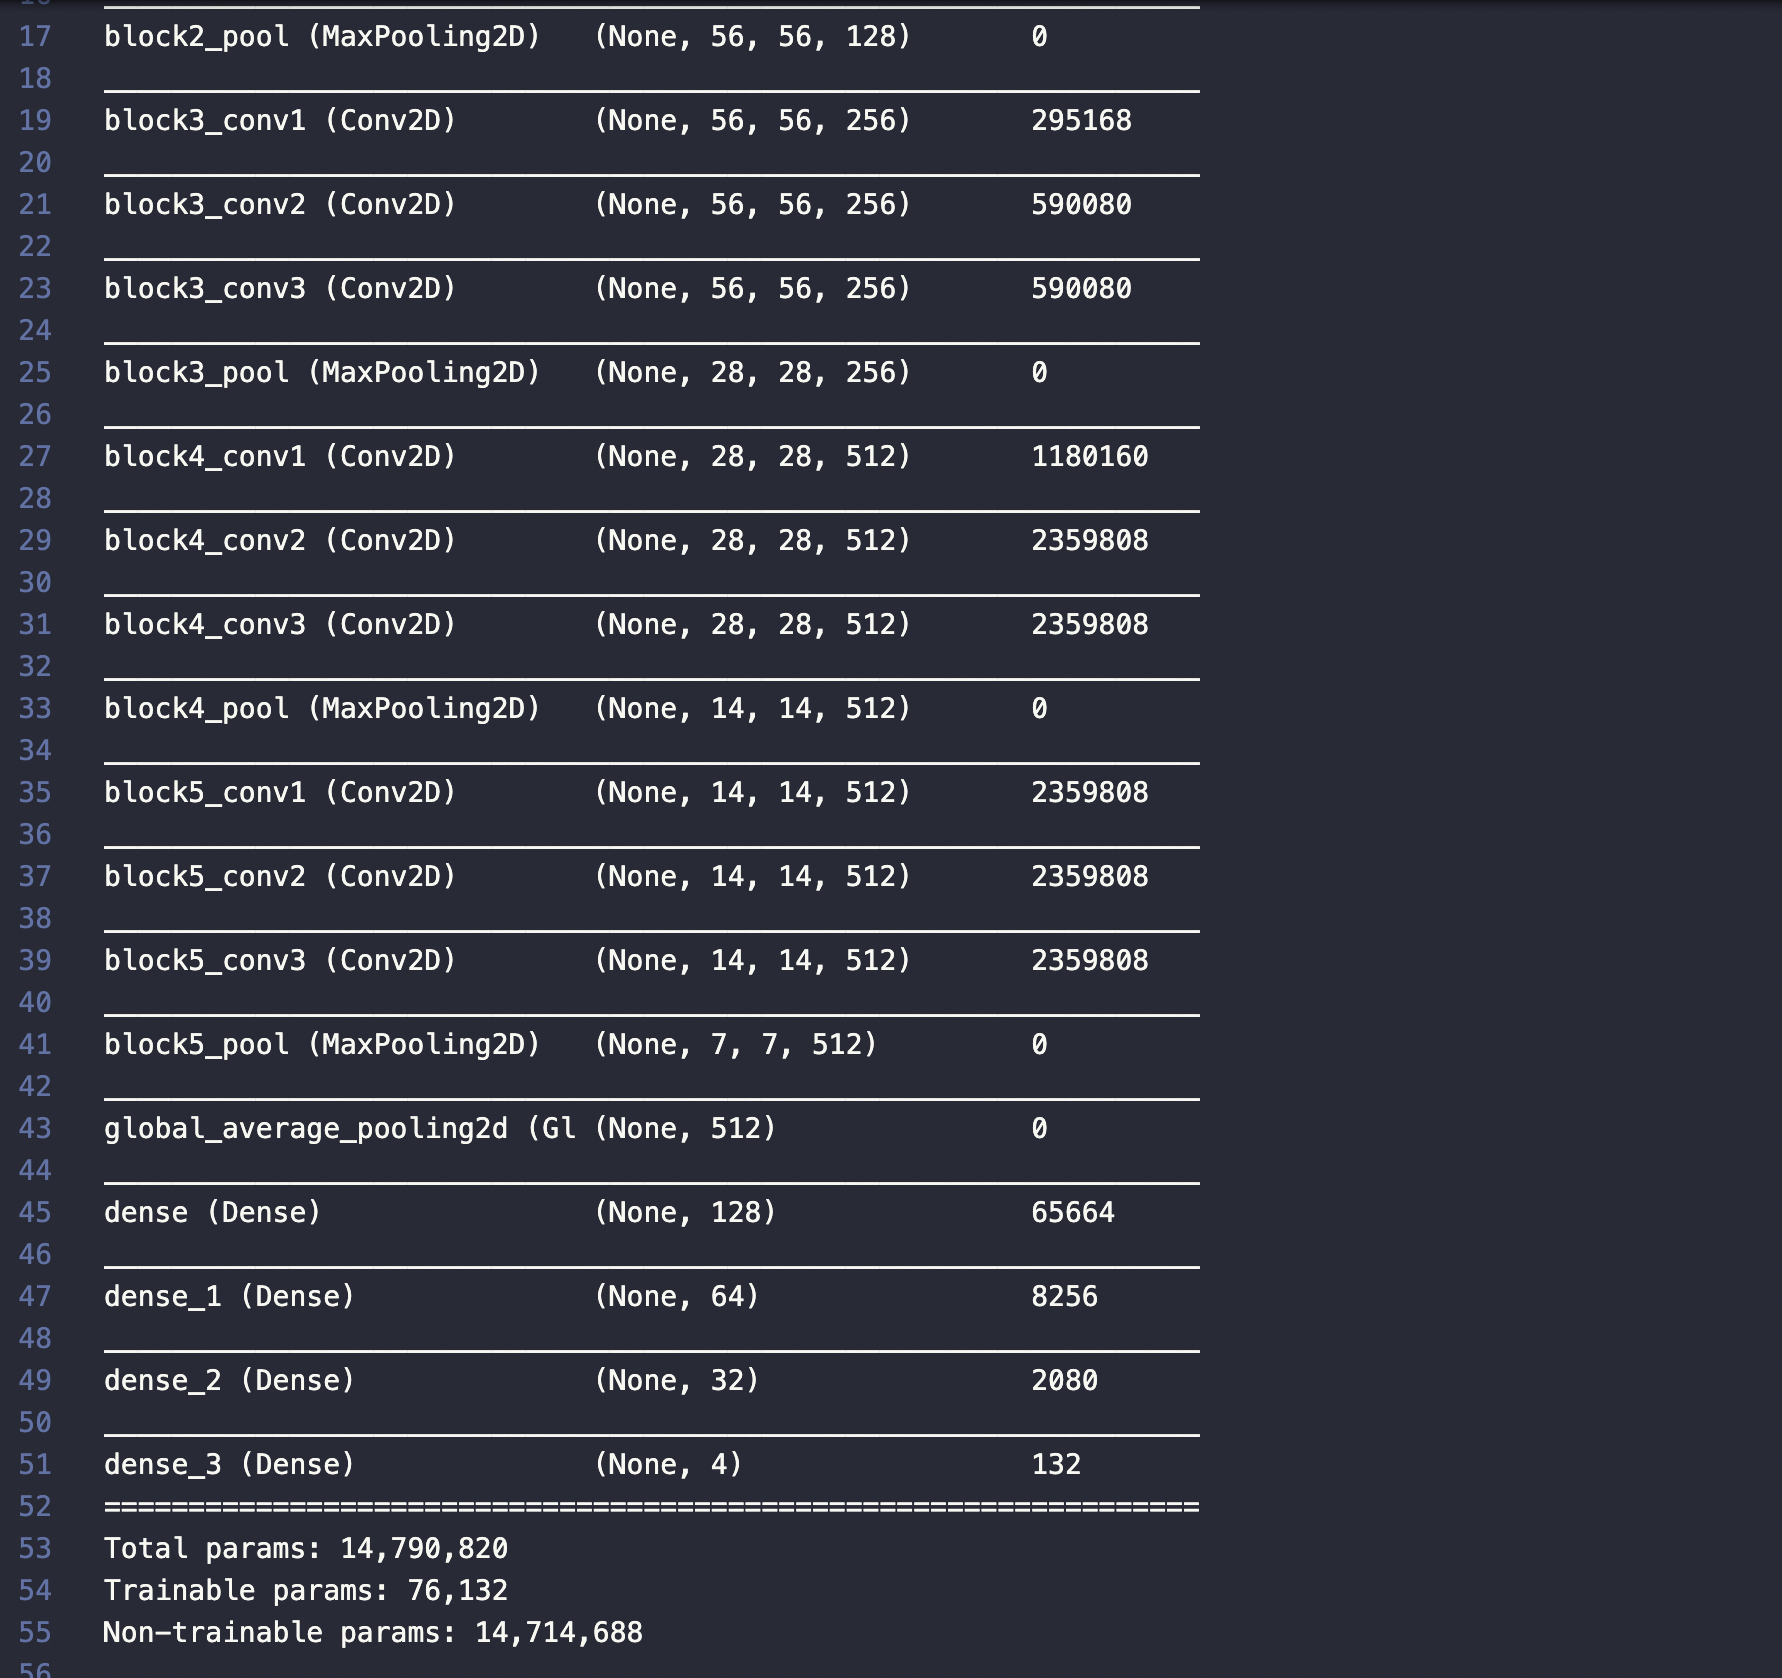 17 block2_pool (MaxPooling2D) (None, 56, 56, 128) 0
18 _________________________________________________________________
19 block3_conv1 (Conv2D) (None, 56, 56, 256) 295168
20 _________________________________________________________________
21 block3_conv2 (Conv2D) (None, 56, 56, 256) 590080
22 _________________________________________________________________
23 block3_conv3 (Conv2D) (None, 56, 56, 256) 590080
24 _________________________________________________________________
25 block3_pool (MaxPooling2D) (None, 28, 28, 256) 0
26 _________________________________________________________________
27 block4_conv1 (Conv2D) (None, 28, 28, 512) 1180160
28 _________________________________________________________________
29 block4_conv2 (Conv2D) (None, 28, 28, 512) 2359808
30 _________________________________________________________________
31 block4_conv3 (Conv2D) (None, 28, 28, 512) 2359808
32 _________________________________________________________________
33 block4_pool (MaxPooling2D) (None, 14, 14, 512) 0
34 _________________________________________________________________
35 block5_conv1 (Conv2D) (None, 14, 14, 512) 2359808
36 _________________________________________________________________
37 block5_conv2 (Conv2D) (None, 14, 14, 512) 2359808
38 _________________________________________________________________
39 block5_conv3 (Conv2D) (None, 14, 14, 512) 2359808
40 _________________________________________________________________
41 block5_pool (MaxPooling2D) (None, 7, 7, 512) 0
42 _________________________________________________________________
43 global_average_pooling2d (Gl (None, 512) 0
44 _________________________________________________________________
45 dense (Dense) (None, 128) 65664
46 _________________________________________________________________
47 dense_1 (Dense) (None, 64) 8256
48 _________________________________________________________________
49 dense_2 (Dense) (None, 32) 2080
50 _________________________________________________________________
51 dense_3 (Dense) (None, 4) 132
52 =================================================================
53 Total params: 14,790,820
54 Trainable params: 76,132
55 Non-trainable params: 14,714,688
56